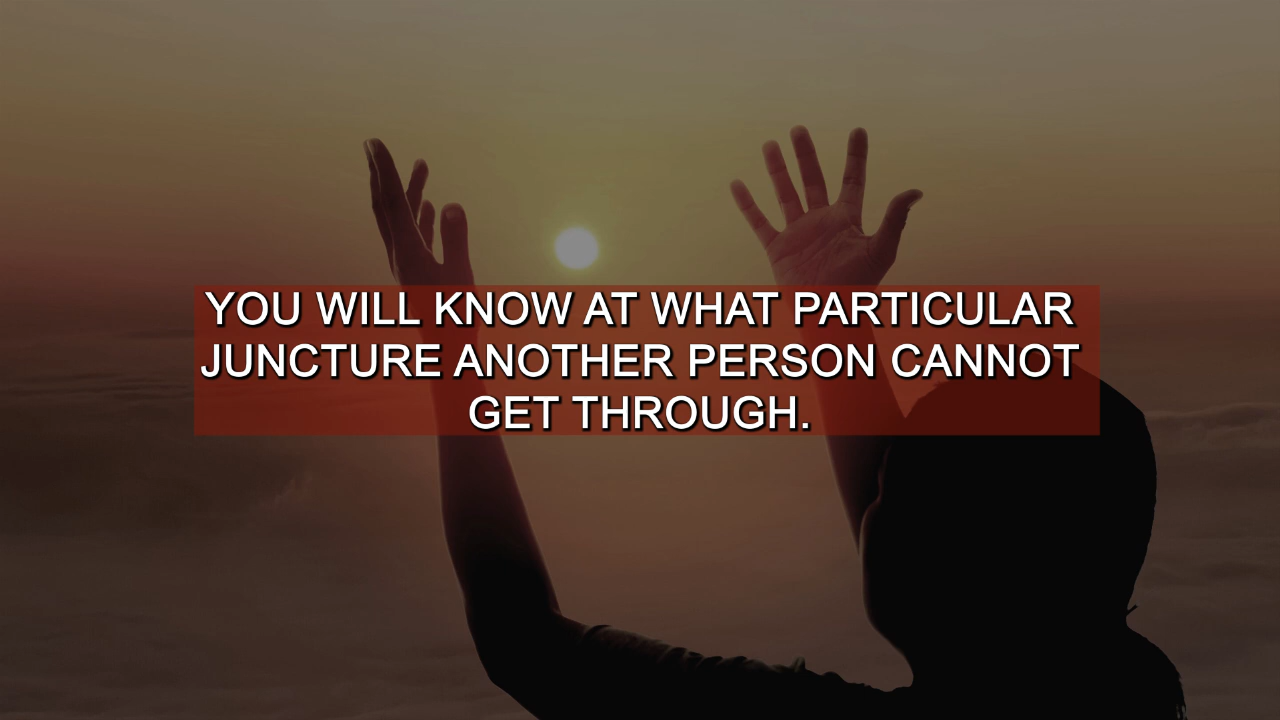 YOU WILL KNOW AT WHAT PARTICULAR
JUNCTURE ANOTHER PERSON CANNOT
GET THROUGH.